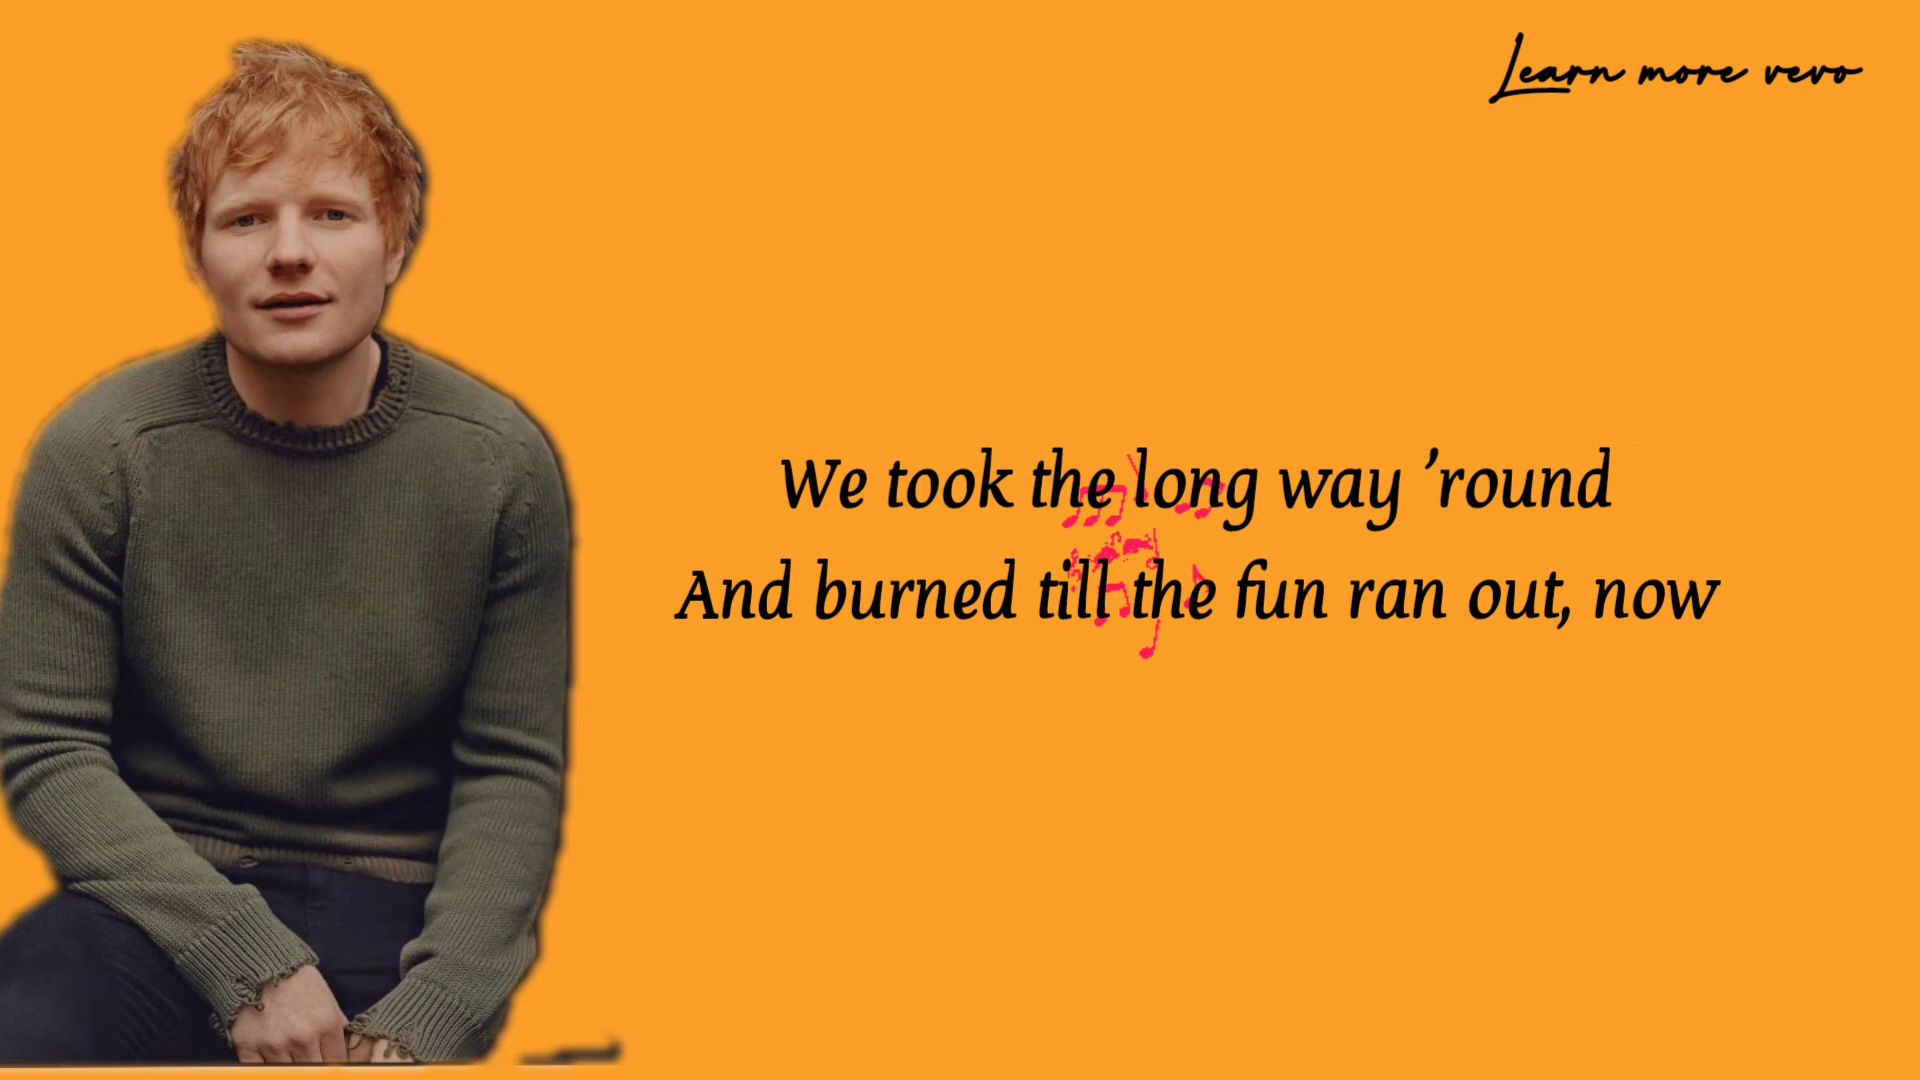 Learn more vevo
We took the long way ’round
And burned till the fun ran out, now